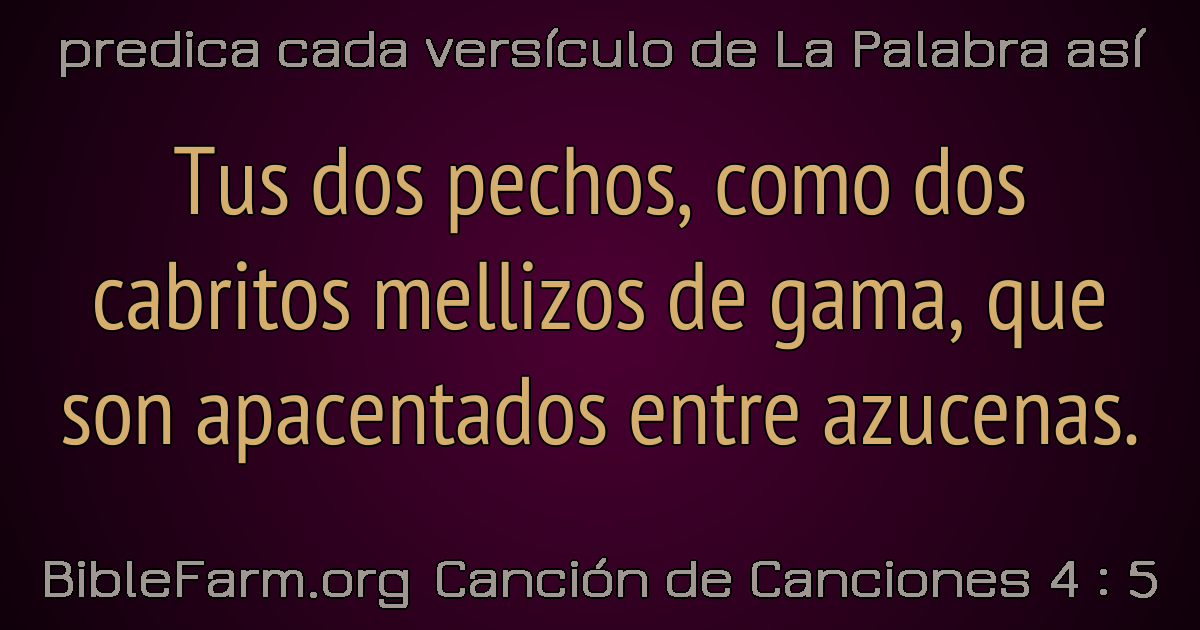 predica cada versículo de La Palabra así
Tus dos pechos, como dos
cabritos mellizos de gama, que
son apacentados entre azucenas.
BibleFarm.org Canción de Canciones 4 : 5